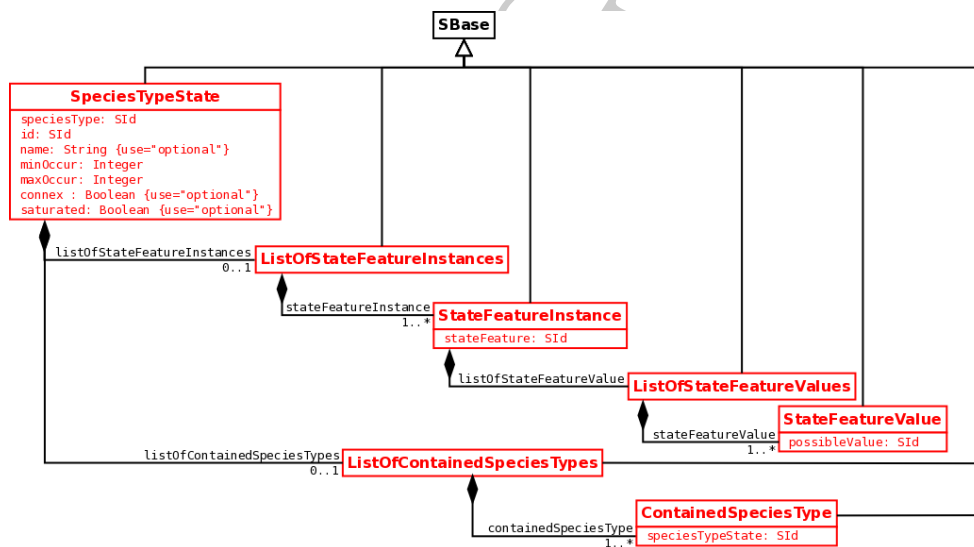 SBase
SpeciesTypeState
speciesType: SId
id: SId
name: String {use="optional"}
minOccur: Integer
maxOccur: Integer
connex : Boolean {use="optional"}
saturated: Boolean {use="optional"}
listOfStateFeatureInstances
0..1
ListOfStateFeatureInstances
stateFeatureInstance
1..*
StateFeatureInstance
stateFeature: SId
listOfStateFeatureValue
ListOfStateFeatureValues
stateFeatureValue
1..*
StateFeatureValue
possibleValue: SId
listOfContainedSpeciesTypes
0..1
ListOfContainedSpeciesTypes
containedSpeciesType
1..*
ContainedSpeciesType
speciesTypeState: SId